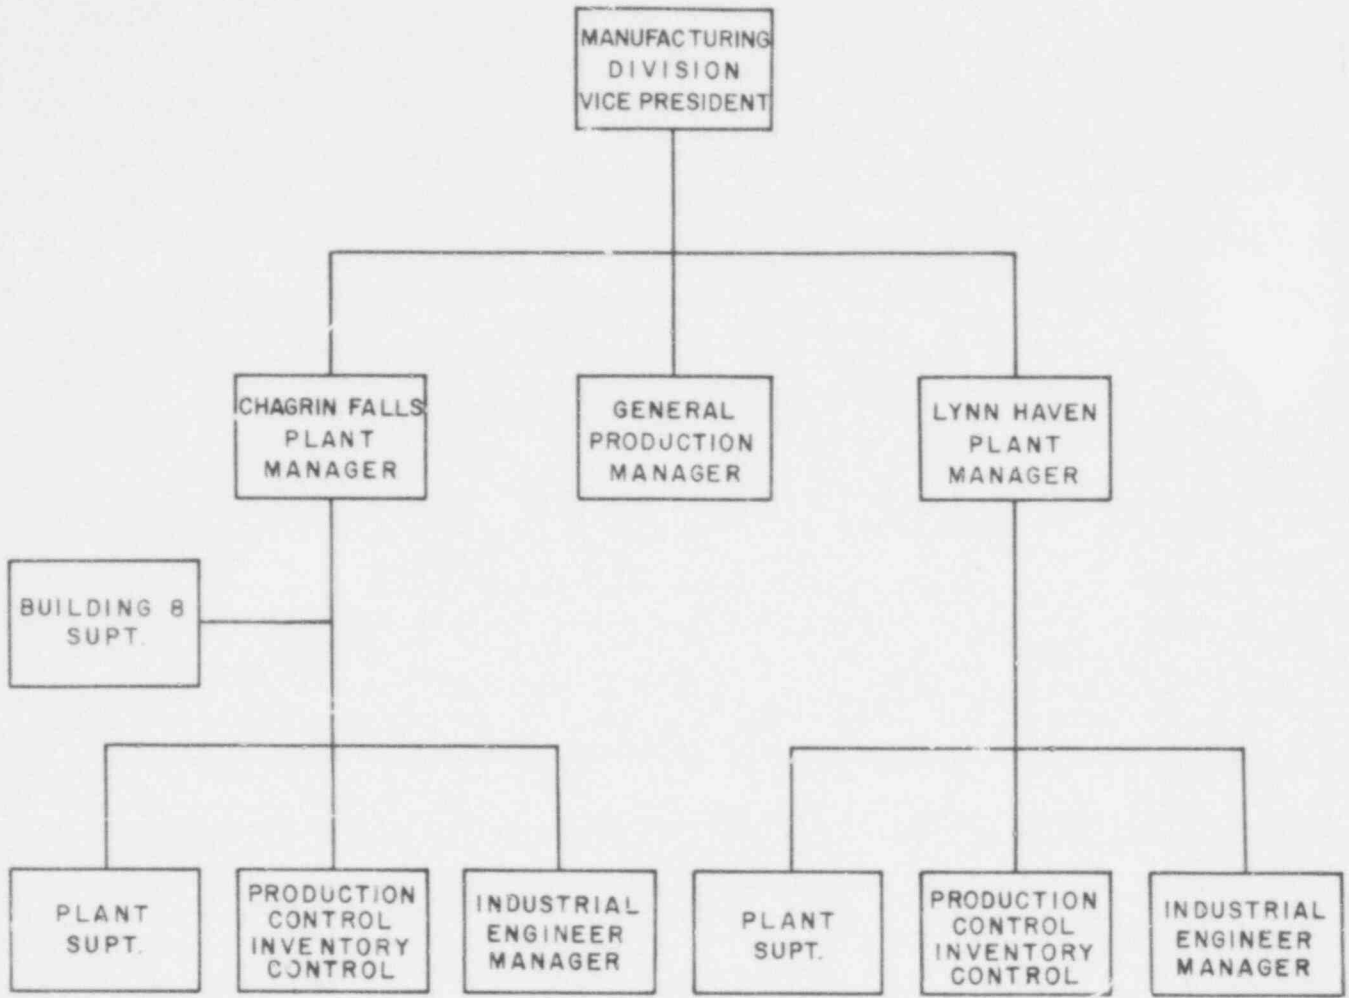 MANUFACTURING
DIVISION
VICE PRESIDENT
CHAGRIN FALLS
PLANT
MANAGER
GENERAL
PRODUCTION
MANAGER
LYNN HAVEN
PLANT
MANAGER
BUILDING 8
SUPT.
PLANT
SUPT.
PRODUCTION
CONTROL
INVENTORY
CONTROL
INDUSTRIAL
ENGINEER
MANAGER
PLANT
SUPT.
PRODUCTION
CONTROL
INVENTORY
CONTROL
INDUSTRIAL
ENGINEER
MANAGER